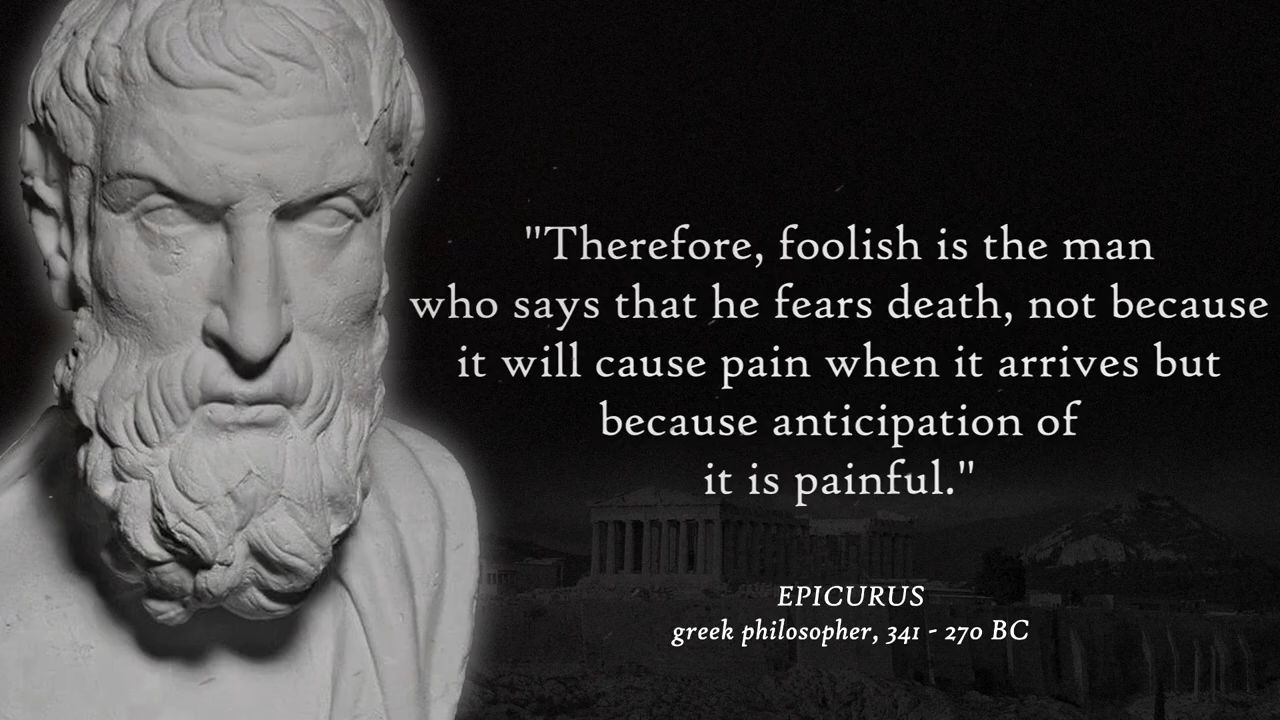 "Therefore, foolish is the man
who says that he fears death, not because
it will cause pain when it arrives but
because anticipation of
it is painful."
EPICURUS
greek philosopher, 341 - 270 BC